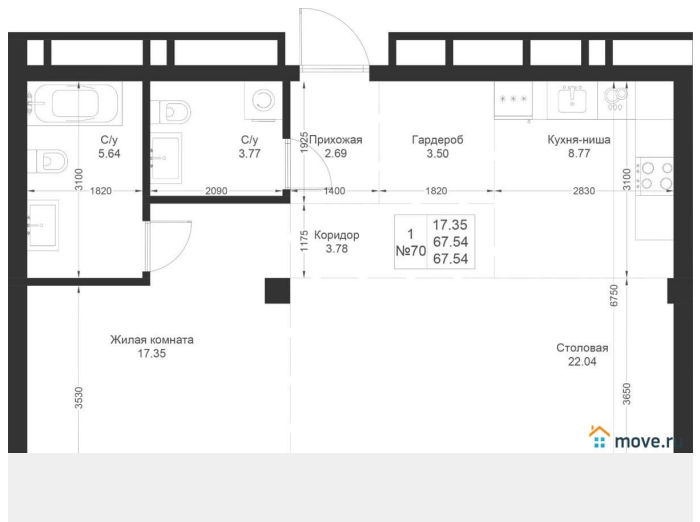 С/у
5.64
С/у
3.77
Прихожая
2.69
Гардероб
3.50
Кухня-ниша
8.77
1925
3100
1820
2090
1400
1820
2830
3100
Коридор
3.78
1175
1
№70
17.35
67.54
67.54
6750
Жилая комната
17.35
Столовая
22.04
3530
3650
move.ru